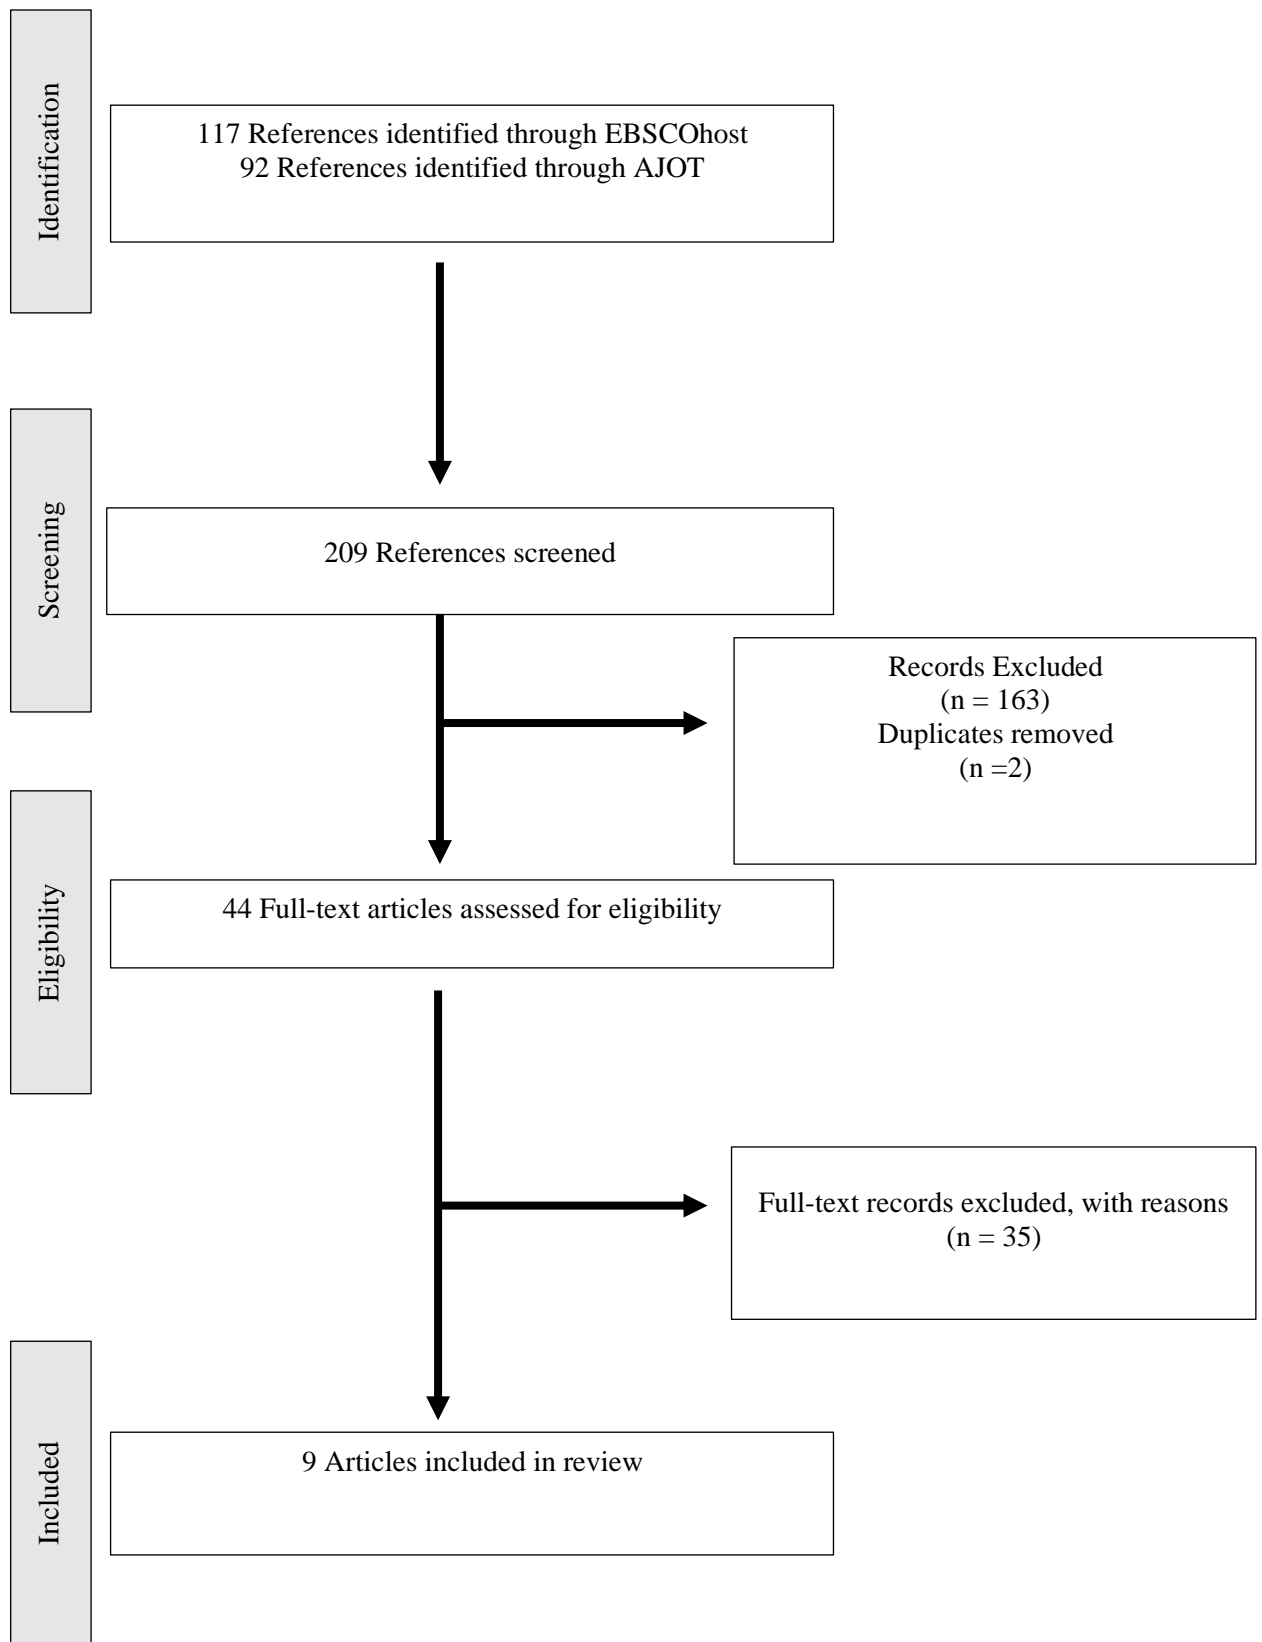 Identification
117 References identified through EBSCOhost
92 References identified through AJOT
Screening
209 References screened
Records Excluded
(n = 163)
Duplicates removed
(n =2)
Eligibility
44 Full-text articles assessed for eligibility
Full-text records excluded, with reasons
(n = 35)
Included
9 Articles included in review